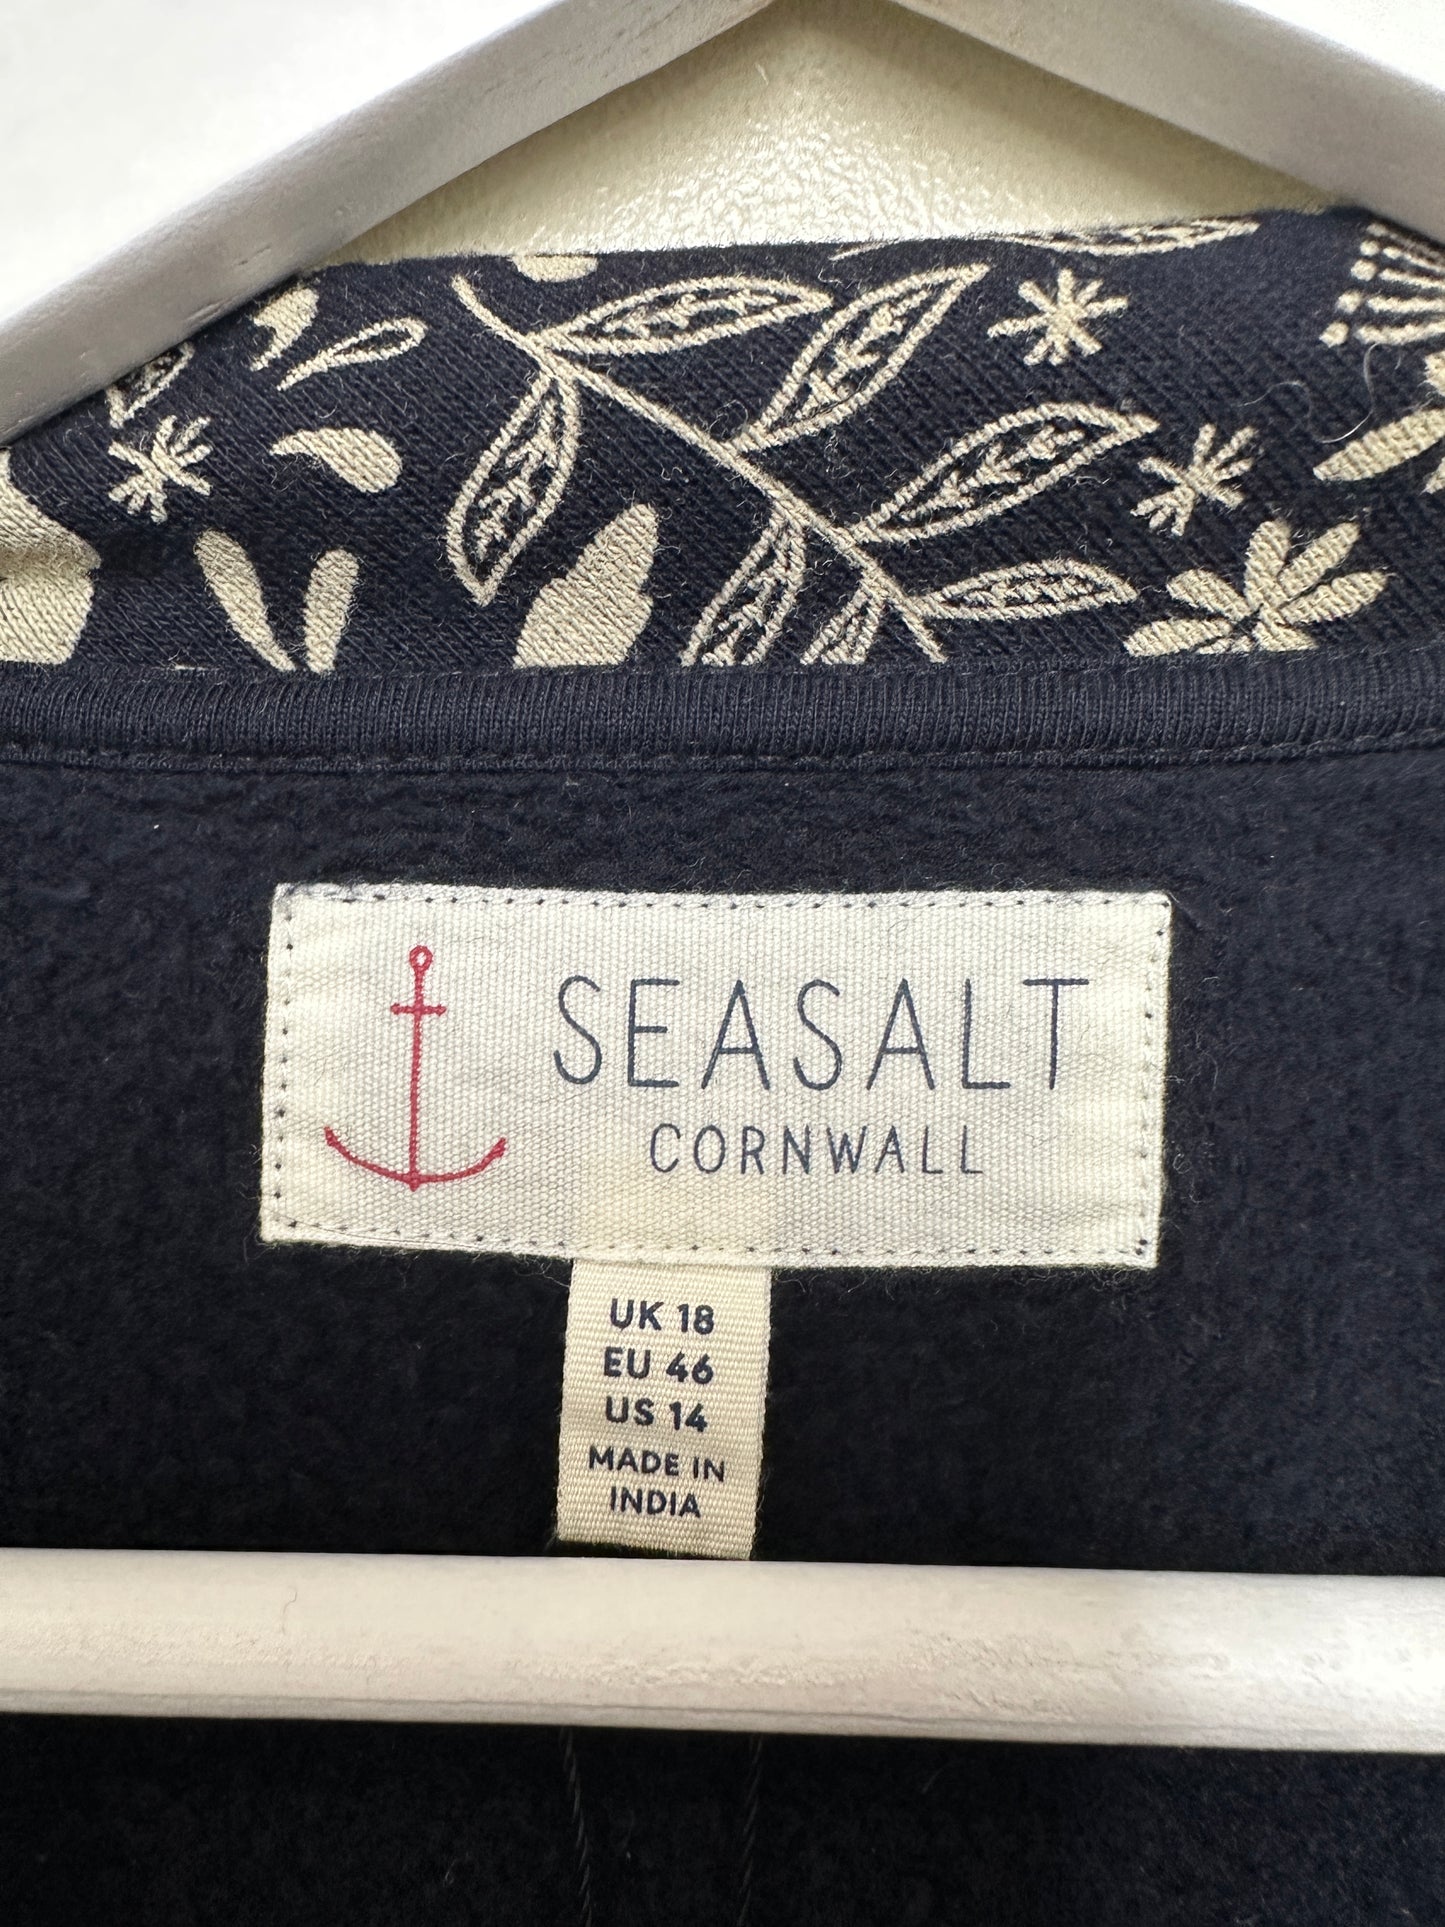 SEASALT
CORNWALL
UK 18
EU 46
US 14
MADE IN
INDIA